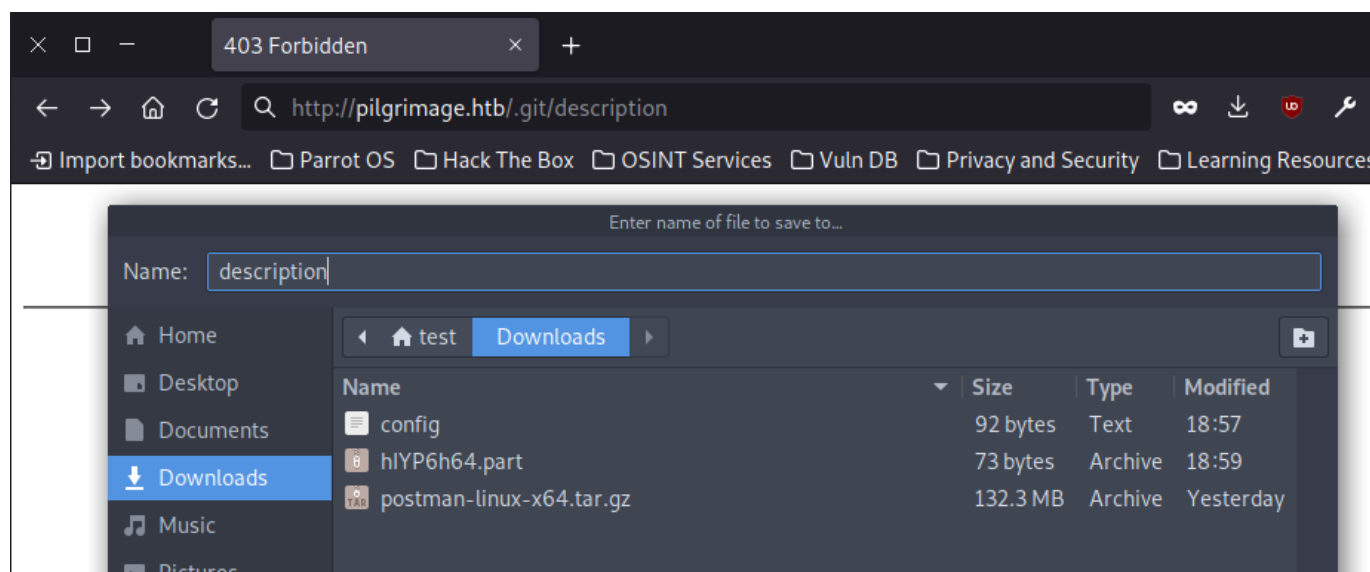 403 Forbidden
http://pilgrimage.htb/.git/description
Import bookmarks... Parrot OS Hack The Box OSINT Services Vuln DB Privacy and Security Learning Resources
Enter name of file to save to...
Name: description
Home test Downloads
Desktop Name Size Type Modified
Documents config 92 bytes Text 18:57
Downloads hIYP6h64.part 73 bytes Archive 18:59
postman-linux-x64.tar.gz 132.3 MB Archive Yesterday
Music
Pictures